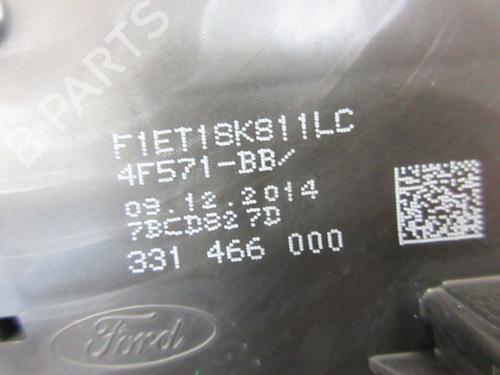 B-PARTS
F1ET18K811LC
4F571-BB/
09.12.2014
7BCD827D
331 466 000
Ford